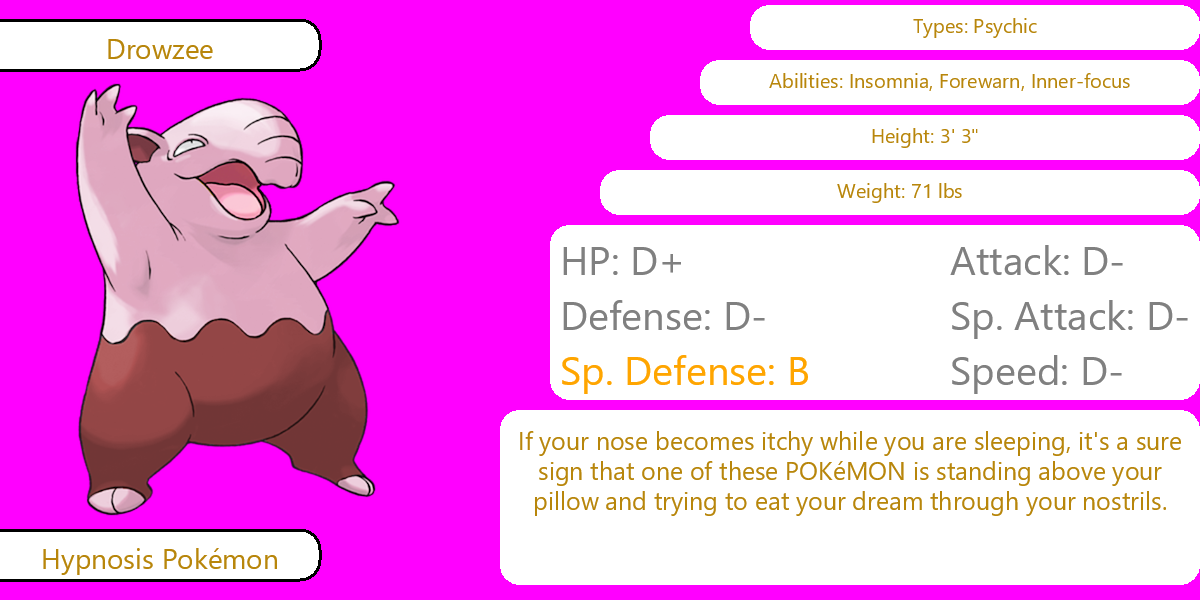 Drowzee
Types: Psychic
Abilities: Insomnia, Forewarn, Inner-focus
Height: 3' 3"
Weight: 71 lbs
HP: D+
Attack: D-
Defense: D-
Sp. Attack: D-
Sp. Defense: B
Speed: D-
If your nose becomes itchy while you are sleeping, it's a sure
sign that one of these POKéMON is standing above your
pillow and trying to eat your dream through your nostrils.
Hypnosis Pokémon